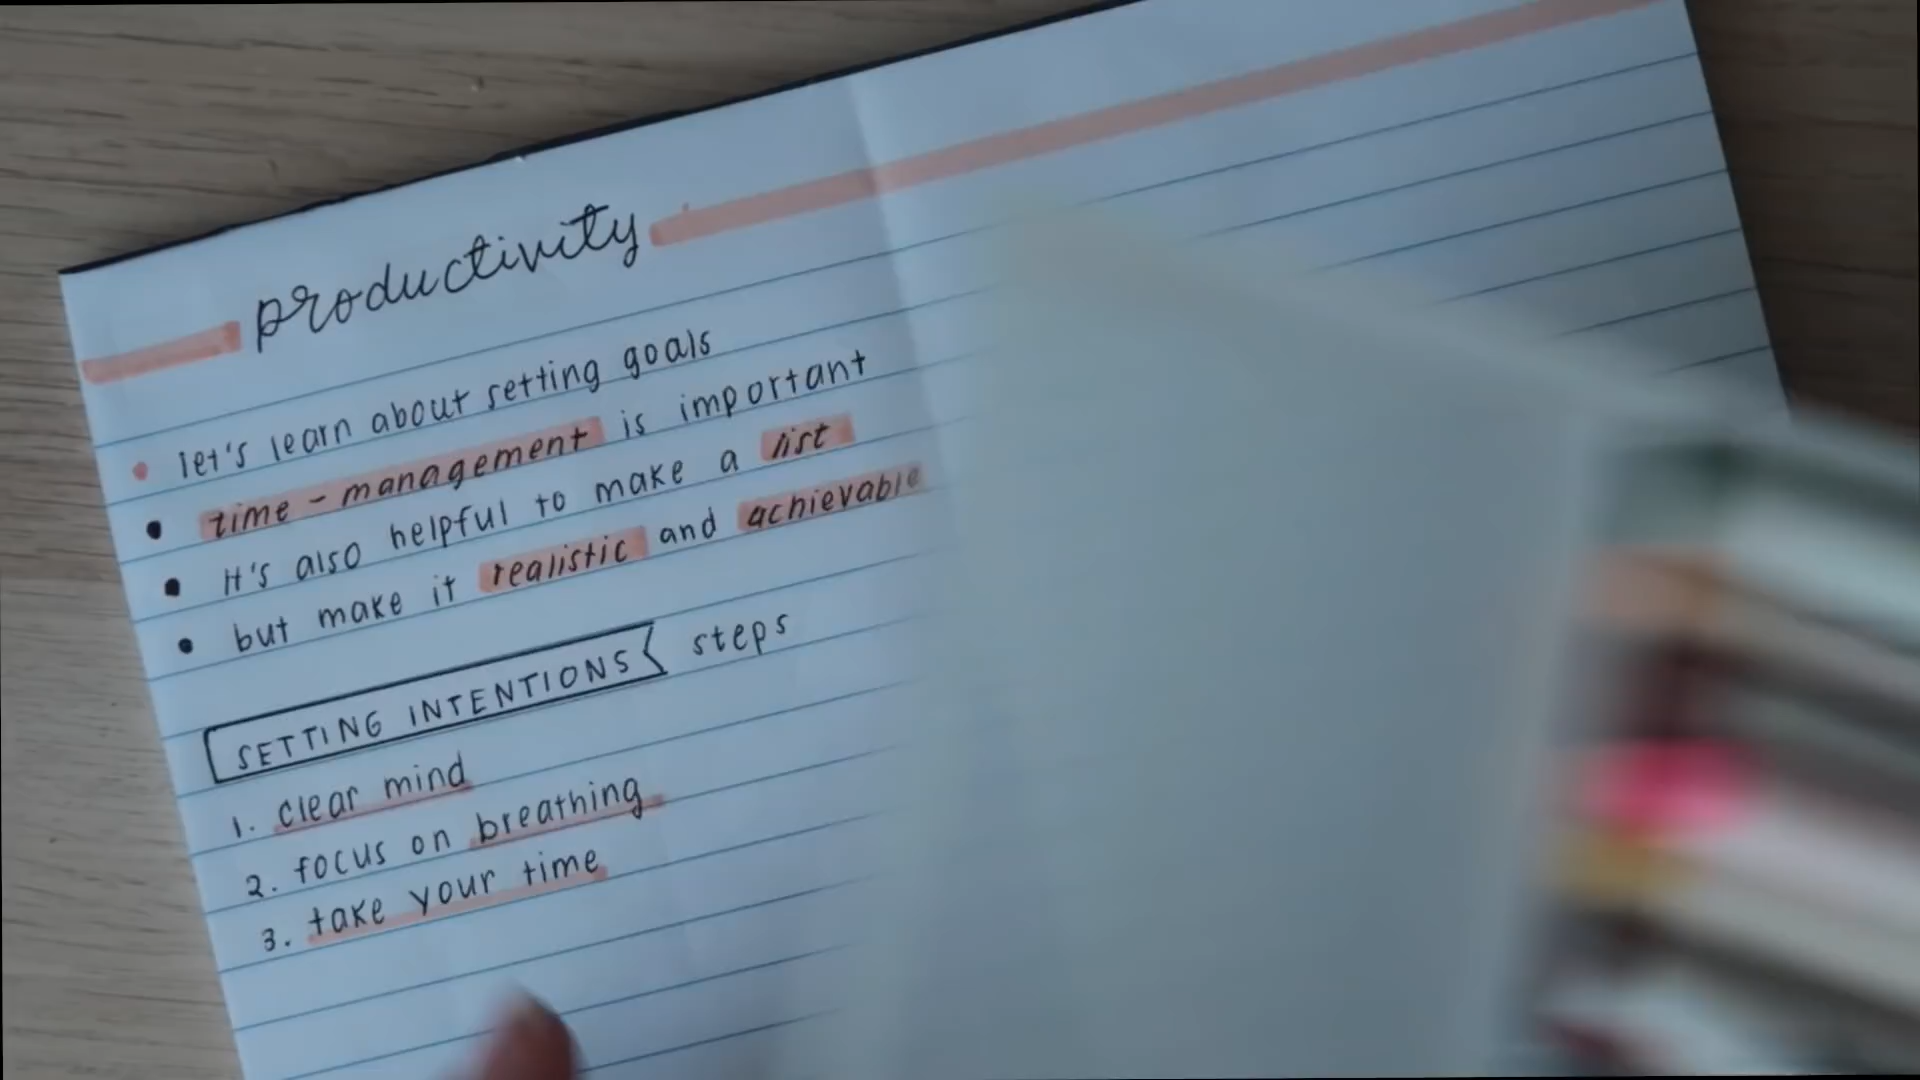 productivity
• let's learn about setting goals
• time-management is important
• It's also helpful to make a list
• but make it realistic and achievable
SETTING INTENTIONS steps
1. clear mind
2. focus on breathing
3. take your time